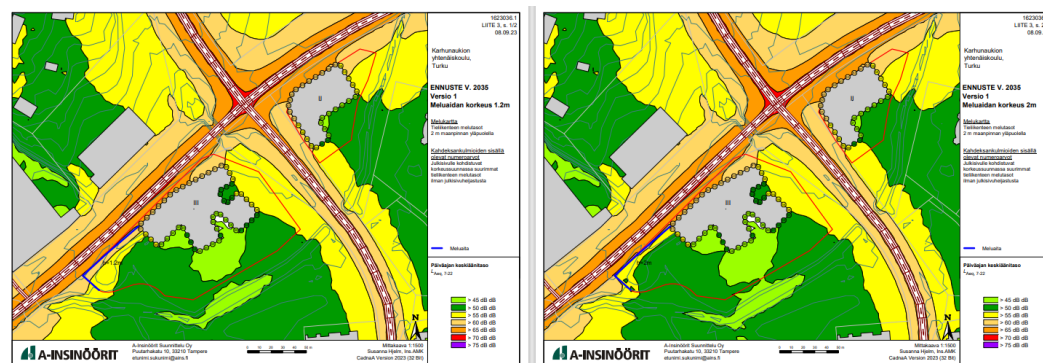 1623036.1
LIITE 3, s. 1/2
08.09.23
Karhunaukion
yhtenäiskoulu,
Turku
ENNUSTE V. 2035
Versio 1
Meluaidan korkeus 1.2m
Melukartta
Tieliikenteen melutasot
2 m maanpinnan yläpuolella
Kahdeksankulmioiden sisällä
olevat numeroarvot
Julkisivulle kohdistuvat
korkeussuunnassa suurimmat
tieliikenteen melutasot
ilman julkisivuheijastusta
Meluaita
Päiväajan keskiäänitaso
LAeq, 7-22
> 45 dB dB
> 50 dB dB
> 55 dB dB
> 60 dB dB
> 65 dB dB
> 70 dB dB
> 75 dB dB
A-INSINÖÖRIT
A-Insinöörit Suunnittelu Oy
Puutarhakatu 10, 33210 Tampere
etunimi.sukunimi@ains.fi
Mittakaava 1:1500
Susanna Hjelm, Ins.AMK
CadnaA Version 2023 (32 Bit)
1623036.1
LIITE 3, s.
08.09.23
Karhunaukion
yhtenäiskoulu,
Turku
ENNUSTE V. 2035
Versio 1
Meluaidan korkeus 2m
Melukartta
Tieliikenteen melutasot
2 m maanpinnan yläpuolella
Kahdeksankulmioiden sisällä
olevat numeroarvot
Julkisivulle kohdistuvat
korkeussuunnassa suurimmat
tieliikenteen melutasot
ilman julkisivuheijastusta
Meluaita
Päiväajan keskiäänitaso
LAeq, 7-22
> 45 dB dB
> 50 dB dB
> 55 dB dB
> 60 dB dB
> 65 dB dB
> 70 dB dB
> 75 dB dB
A-INSINÖÖRIT
A-Insinöörit Suunnittelu Oy
Puutarhakatu 10, 33210 Tampere
etunimi.sukunimi@ains.fi
Mittakaava 1:1500
Susanna Hjelm, Ins.AMK
CadnaA Version 2023 (32 Bit)